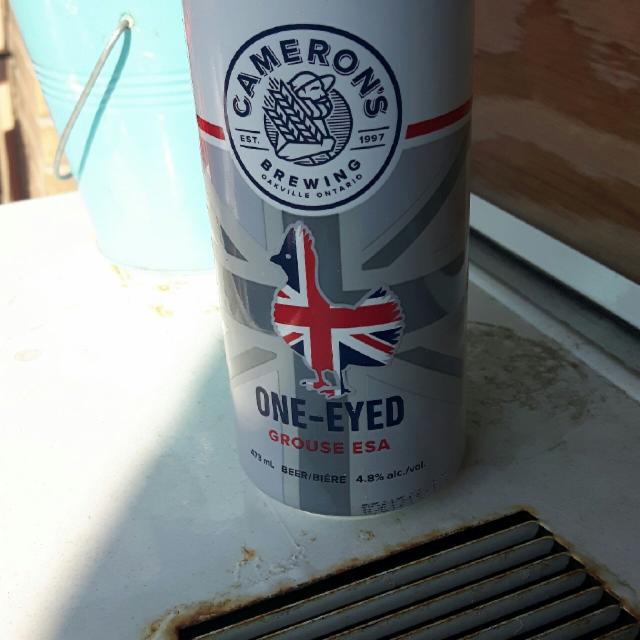 CAMERON'S
EST. 1997
BREWING
OAKVILLE ONTARIO
ONE-EYED
GROUSE ESA
473 mL BEER/BIÈRE 4.8% alc./vol.